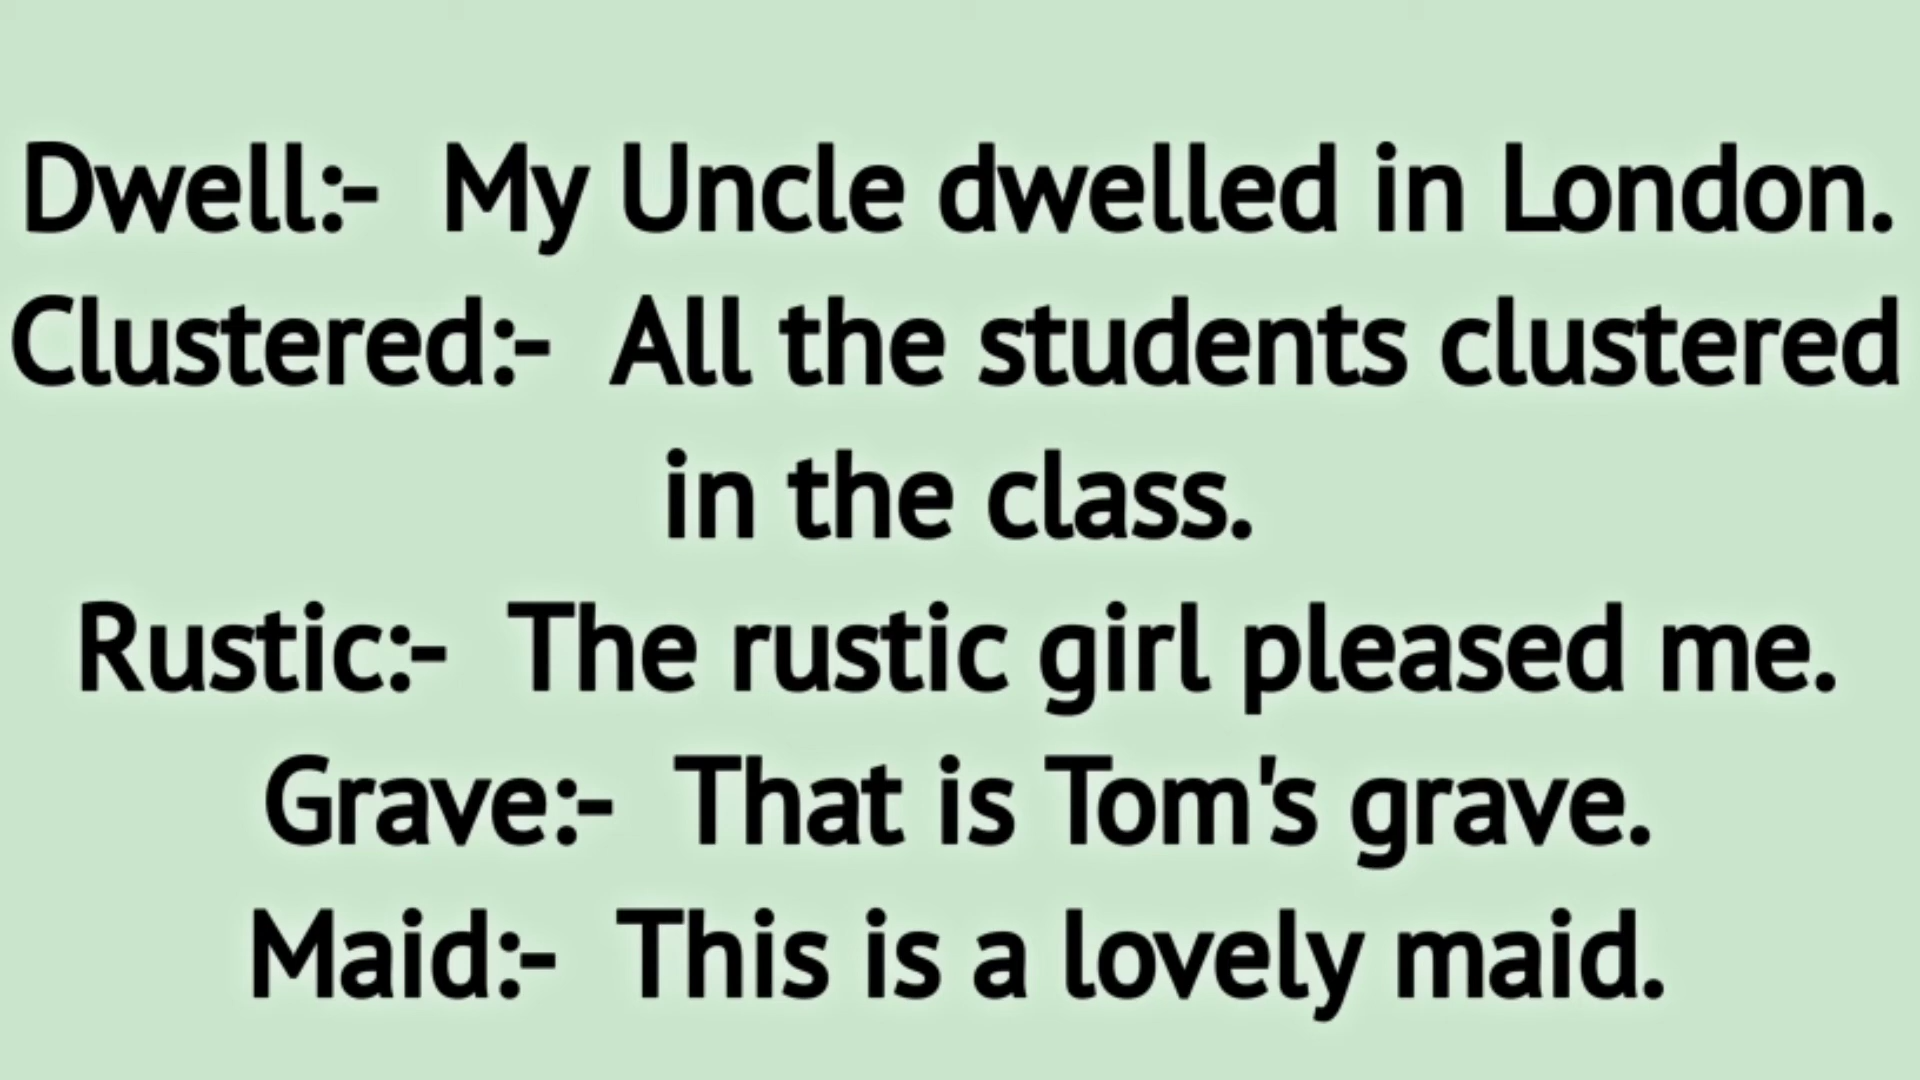 Dwell:- My Uncle dwelled in London.
Clustered:- All the students clustered
in the class.
Rustic:- The rustic girl pleased me.
Grave:- That is Tom's grave.
Maid:- This is a lovely maid.